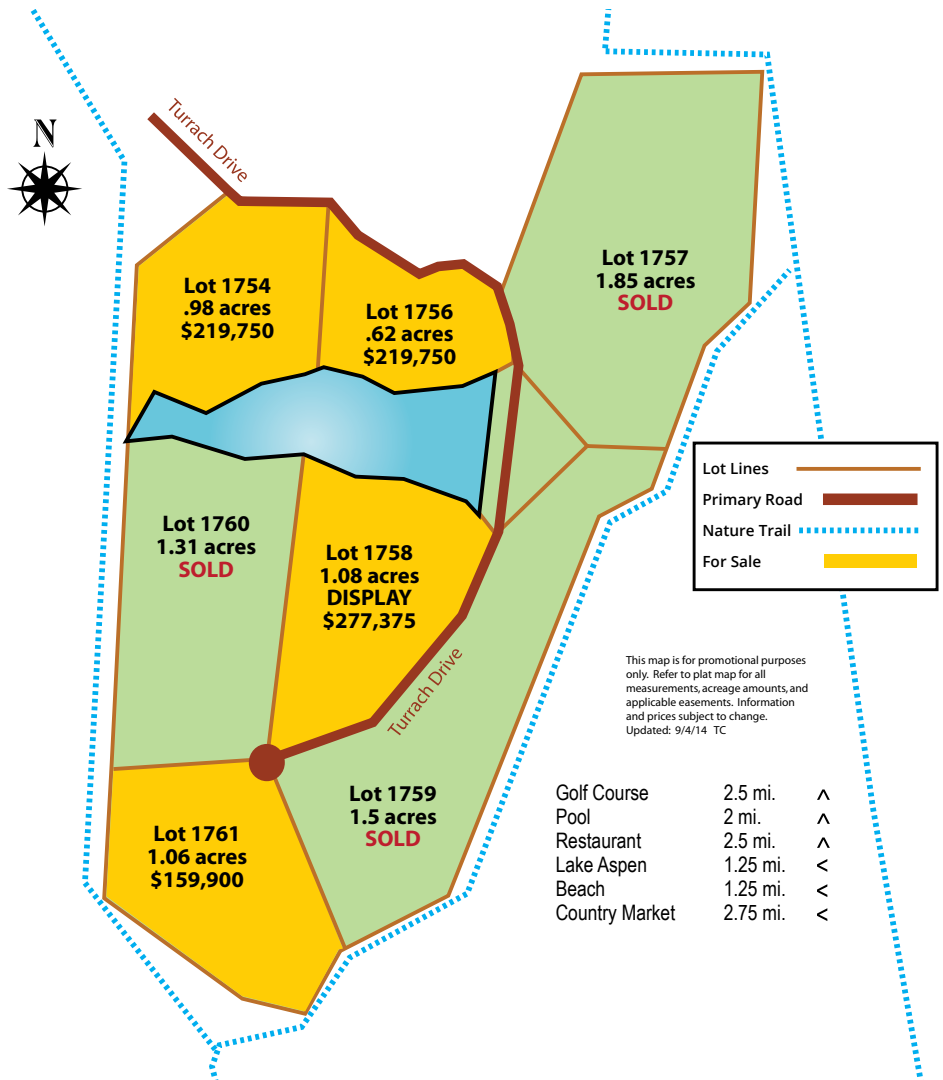 N
Turrach Drive
Lot 1757
1.85 acres
SOLD
Lot 1754
.98 acres
$219,750
Lot 1756
.62 acres
$219,750
Lot Lines
Primary Road
Nature Trail
For Sale
Lot 1760
1.31 acres
SOLD
Lot 1758
1.08 acres
DISPLAY
$277,375
Turrach Drive
This map is for promotional purposes
only. Refer to plat map for all
measurements, acreage amounts, and
applicable easements. Information
and prices subject to change.
Updated: 9/4/14 TC
Lot 1759
1.5 acres
SOLD
Lot 1761
1.06 acres
$159,900
Golf Course 2.5 mi. ^
Pool 2 mi. ^
Restaurant 2.5 mi. ^
Lake Aspen 1.25 mi. <
Beach 1.25 mi. <
Country Market 2.75 mi. <